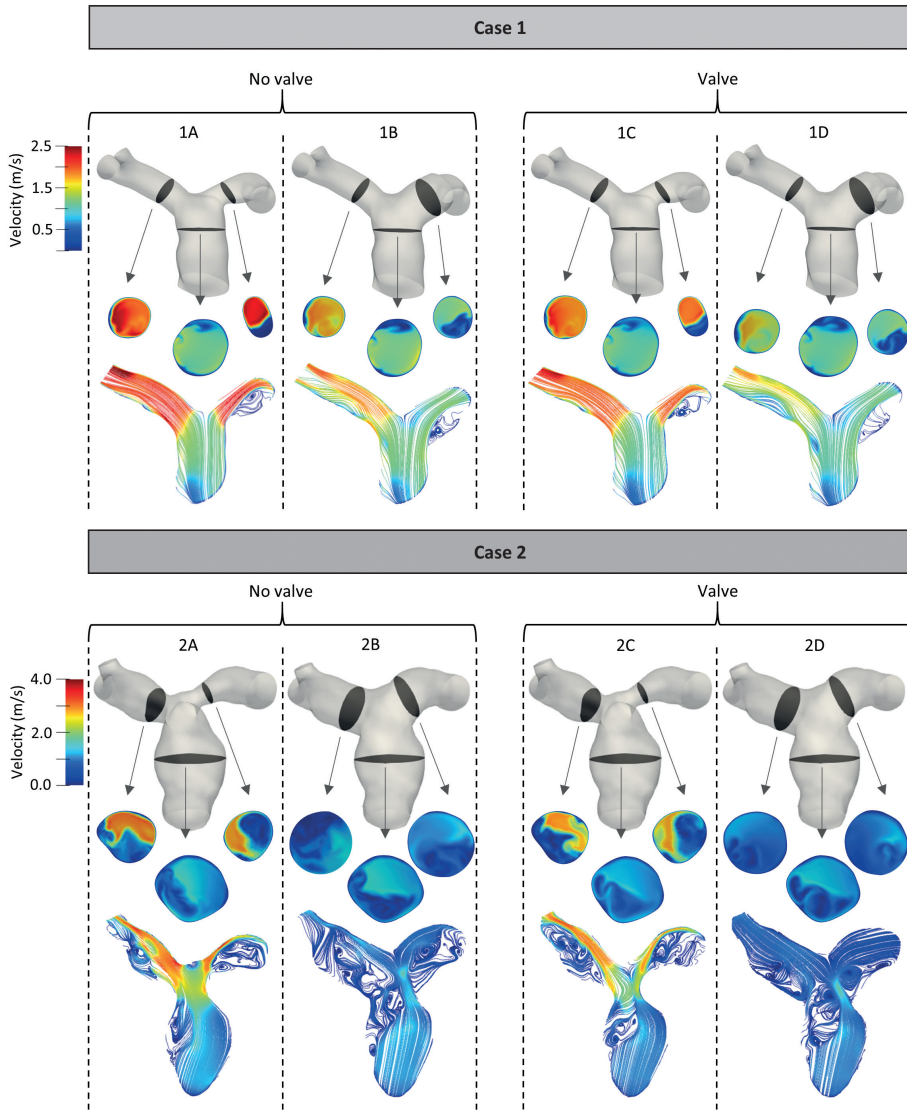 Case 1
No valve
Valve
1A
1B
1C
1D
2.5
1.5
0.5
Velocity (m/s)
Case 2
No valve
Valve
2A
2B
2C
2D
4.0
2.0
0.0
Velocity (m/s)